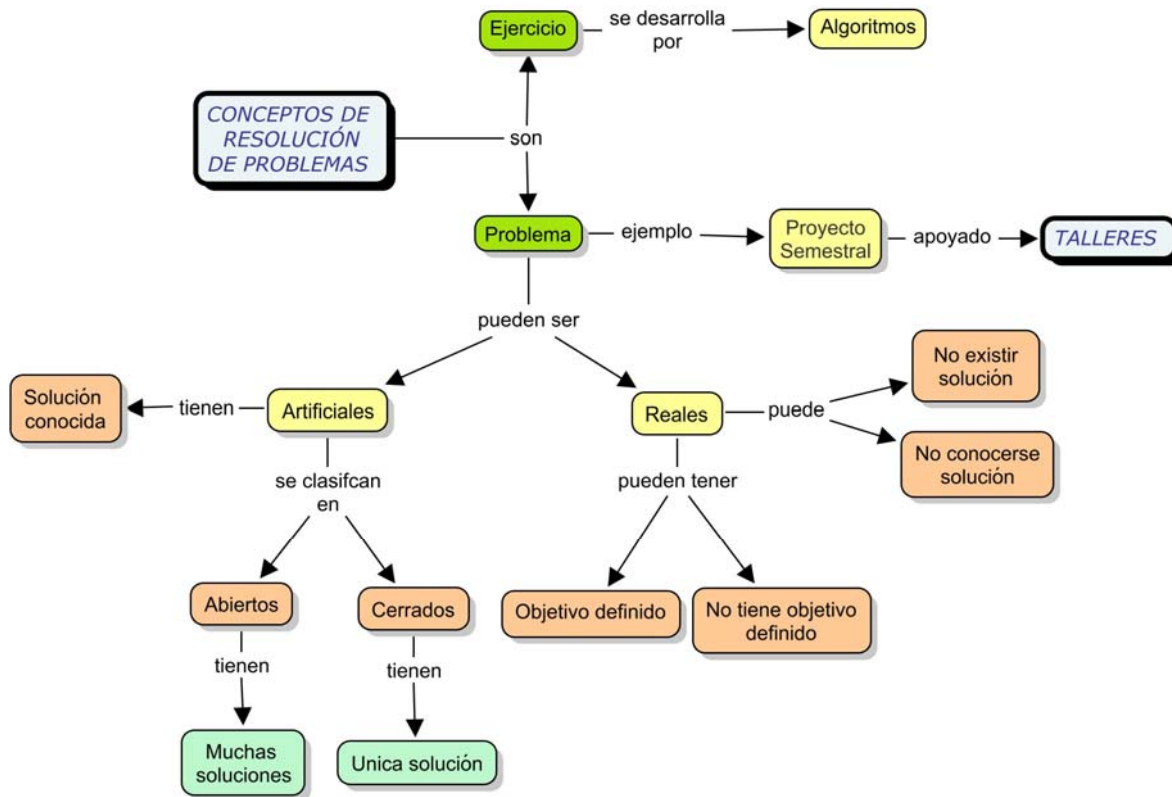 Ejercicio
se desarrolla
por
Algoritmos
CONCEPTOS DE
RESOLUCIÓN
DE PROBLEMAS
son
Problema
ejemplo
Proyecto
Semestral
apoyado
TALLERES
pueden ser
Solución
conocida
tienen
Artificiales
Reales
puede
No existir
solución
No conocerse
solución
se clasifcan
en
pueden tener
Abiertos
Cerrados
Objetivo definido
No tiene objetivo
definido
tienen
tienen
Muchas
soluciones
Unica solución